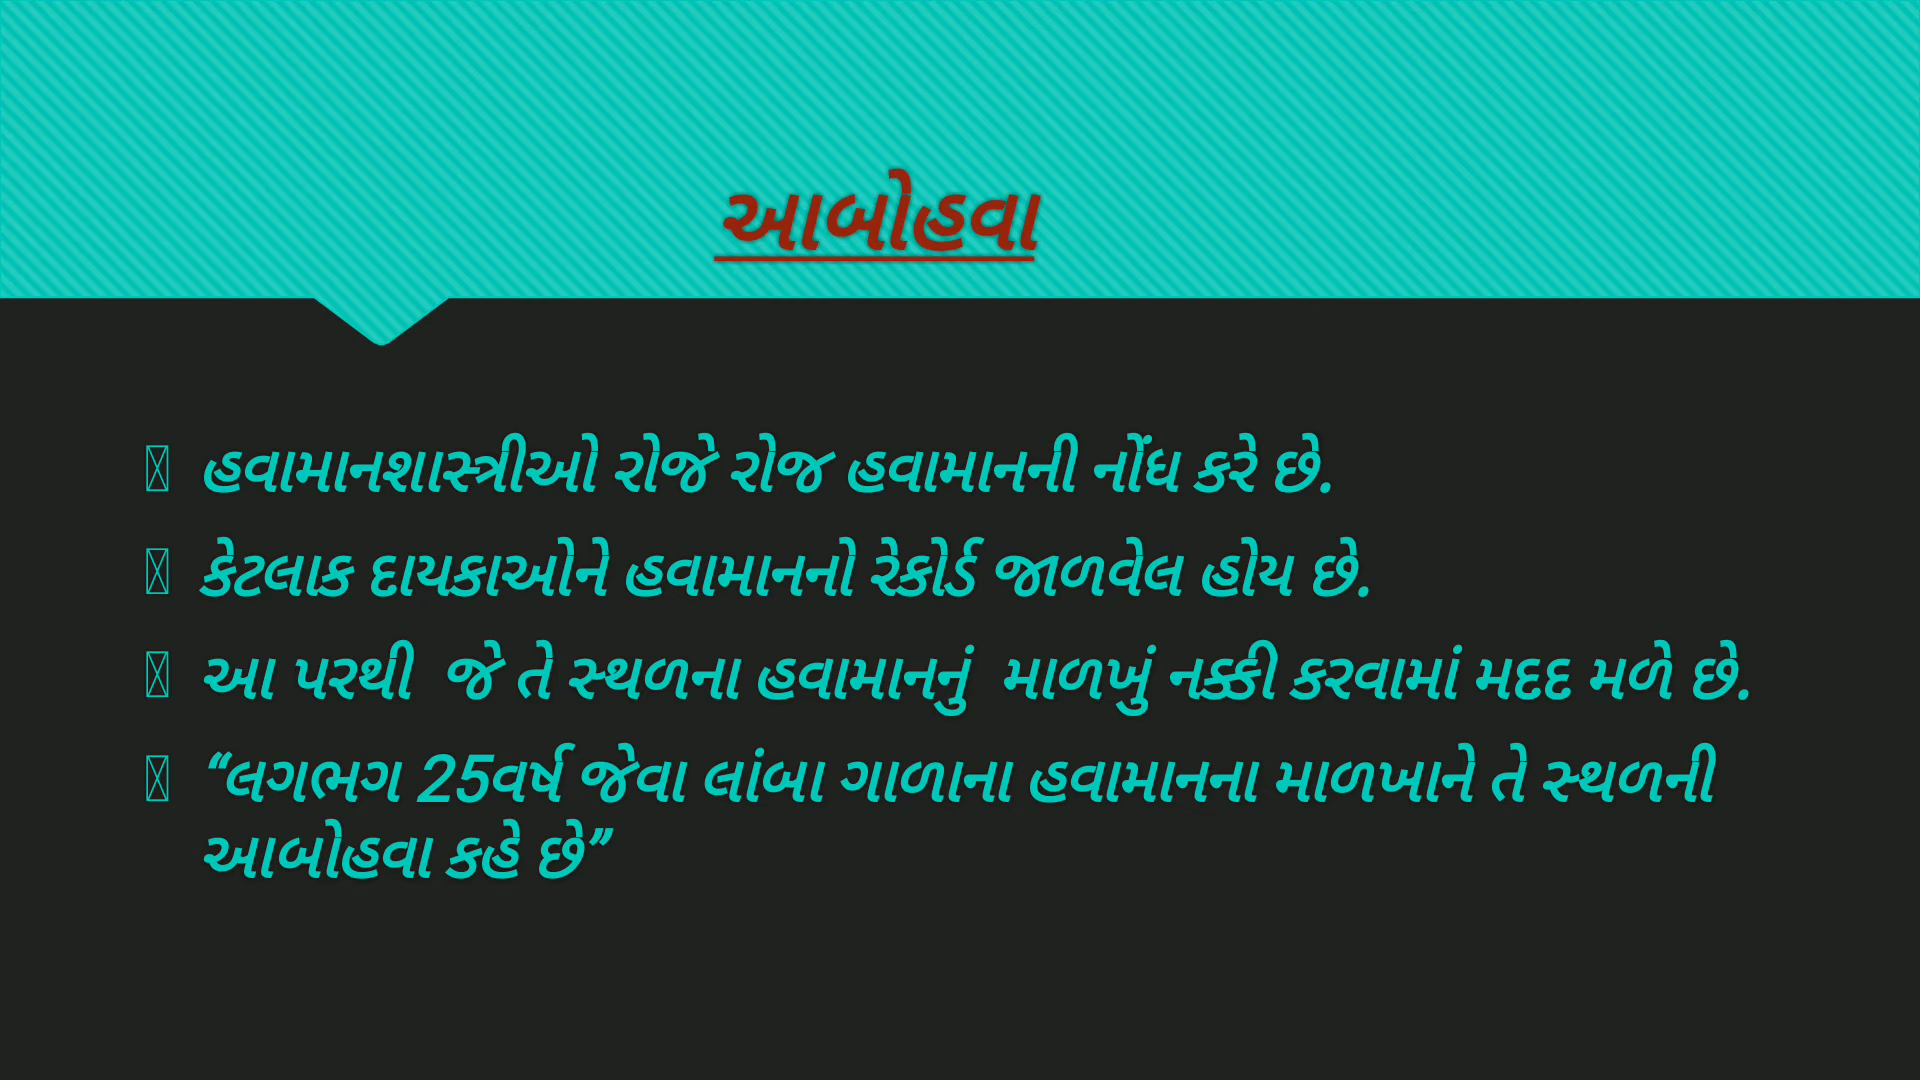 આબોહવા
હવામાનશાસ્ત્રીઓ રોજે રોજ હવામાનની નોંધ કરે છે.
કેટલાક દાયકાઓને હવામાનનો રેકોર્ડ જાળવેલ હોય છે.
આ પરથી જે તે સ્થળના હવામાનનું માળખું નક્કી કરવામાં મદદ મળે છે.
“લગભગ 25વર્ષ જેવા લાંબા ગાળાના હવામાનના માળખાને તે સ્થળની
આબોહવા કહે છે”